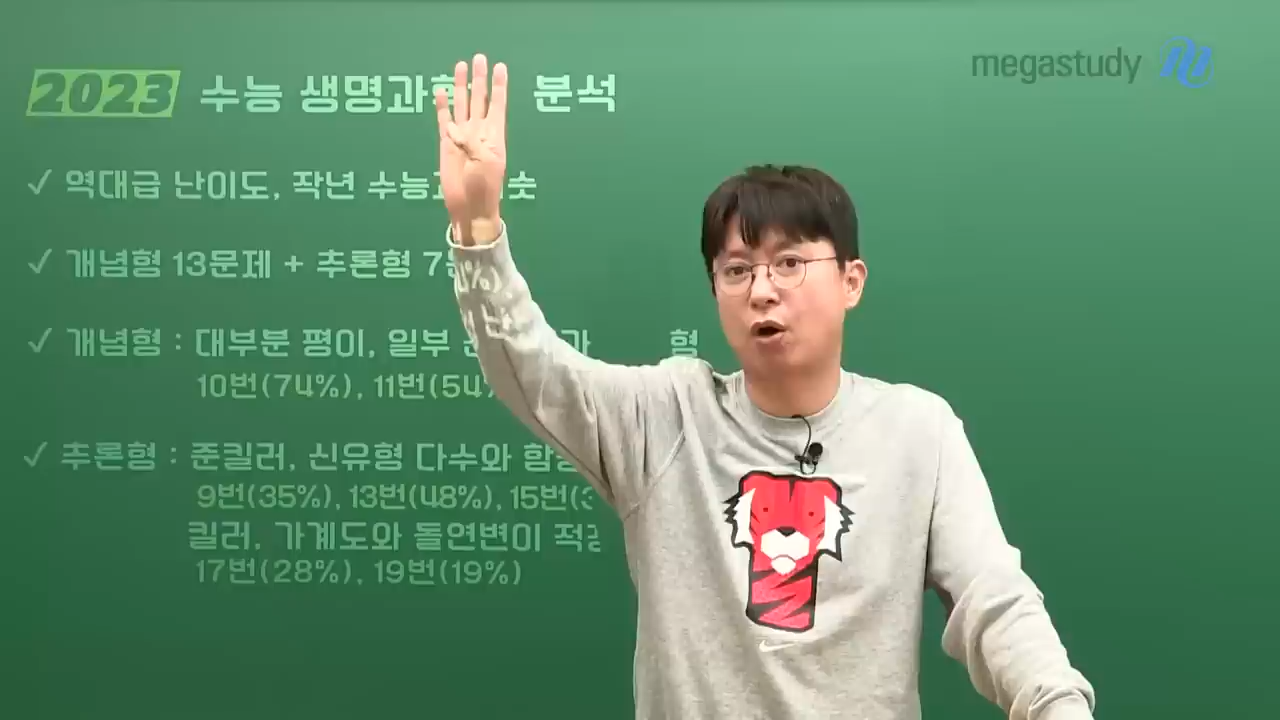 megastudy
2023 수능 생명과학 분석
✓ 역대급 난이도, 작년 수능
✓ 개념형 13문제 + 추론형
✓ 개념형 : 대부분 평이, 일부 형
10번(74%), 11번(54
✓ 추론형 : 준킬러, 신유형 다수와
9번(35%), 13번(48%), 15번(3
킬러, 가계도와 돌연변이
17번(28%), 19번(19%)